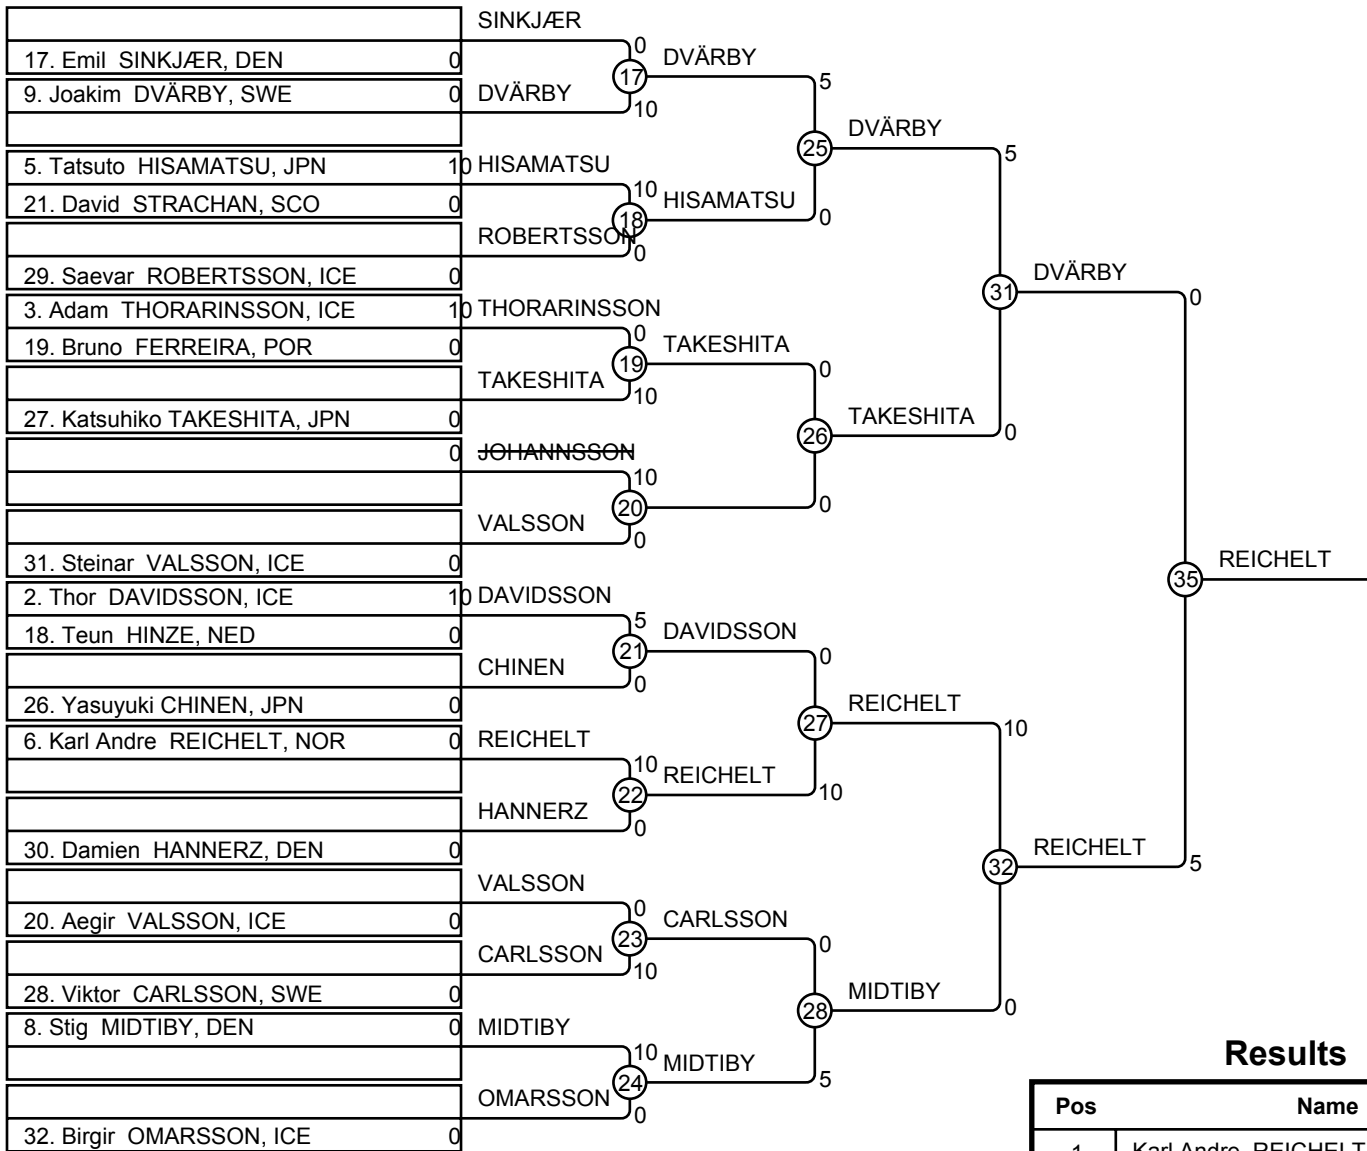 SINKJÆR
0
17. Emil SINKJÆR, DEN 0
17
DVÄRBY
9. Joakim DVÄRBY, SWE 0
DVÄRBY
10
5
25
DVÄRBY
5. Tatsuto HISAMATSU, JPN 10
HISAMATSU
10
5
21. David STRACHAN, SCO 0
18
HISAMATSU
0
ROBERTSSON
0
29. Saevar ROBERTSSON, ICE 0
31
DVÄRBY
0
3. Adam THORARINSSON, ICE 10
THORARINSSON
0
19. Bruno FERREIRA, POR 0
19
TAKESHITA
0
TAKESHITA
10
27. Katsuhiko TAKESHITA, JPN 0
26
TAKESHITA
0
0 JOHANNSSON
10
20
0
VALSSON
0
31. Steinar VALSSON, ICE 0
35
REICHELT
2. Thor DAVIDSSON, ICE 10
DAVIDSSON
5
18. Teun HINZE, NED 0
21
DAVIDSSON
0
CHINEN
0
26. Yasuyuki CHINEN, JPN 0
27
REICHELT
10
6. Karl Andre REICHELT, NOR 0
REICHELT
10
22
REICHELT
10
HANNERZ
0
30. Damien HANNERZ, DEN 0
32
REICHELT
5
VALSSON
0
20. Aegir VALSSON, ICE 0
23
CARLSSON
0
CARLSSON
10
28. Viktor CARLSSON, SWE 0
28
MIDTIBY
0
8. Stig MIDTIBY, DEN 0
MIDTIBY
10
24
MIDTIBY
5
OMARSSON
0
32. Birgir OMARSSON, ICE 0
Results
Pos Name
1 Karl Andre REICHELT